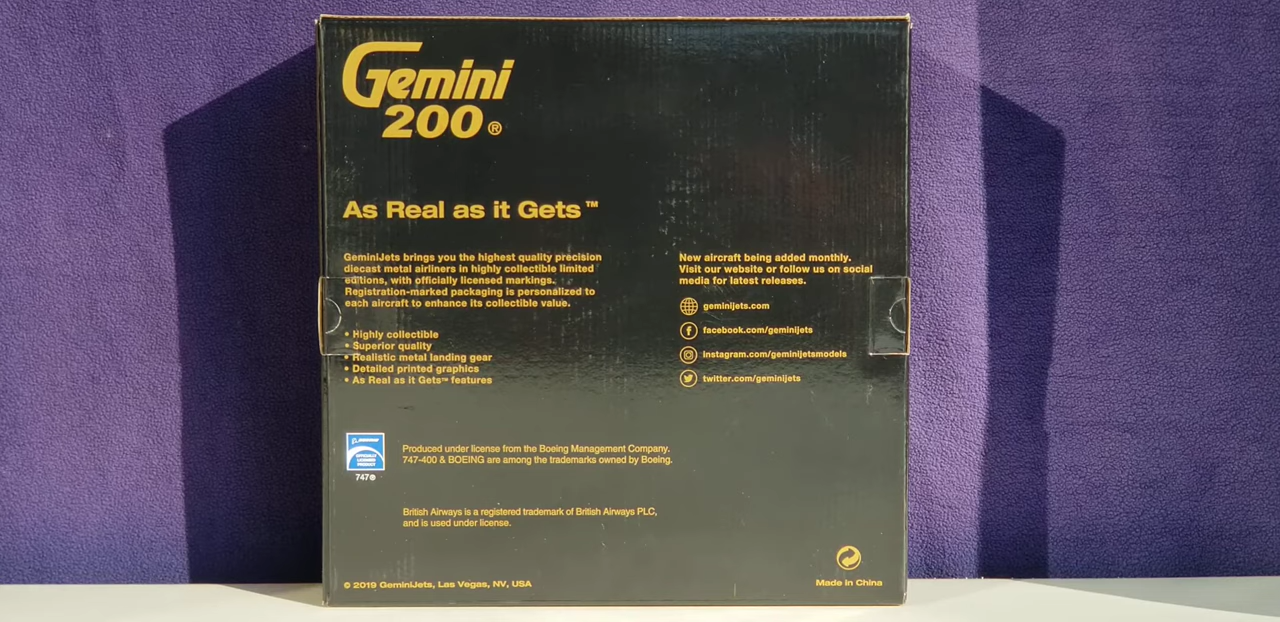 Gemini
200®
As Real as it Gets™
GeminiJets brings you the highest quality precision
diecast metal airliners in highly collectible limited
editions, with officially licensed markings.
Registration-marked packaging is personalized to
each aircraft to enhance its collectible value.
• Highly collectible
• Superior quality
• Realistic metal landing gear
• Detailed printed graphics
• As Real as it Gets™ features
New aircraft being added monthly.
Visit our website or follow us on social
media for latest releases.
geminijets.com
facebook.com/geminijets
instagram.com/geminijetsmodels
twitter.com/geminijets
BOEING
OFFICIALLY
LICENSED
PRODUCT
747®
Produced under license from the Boeing Management Company.
747-400 & BOEING are among the trademarks owned by Boeing.
British Airways is a registered trademark of British Airways PLC,
and is used under license.
© 2019 GeminiJets, Las Vegas, NV, USA
Made in China